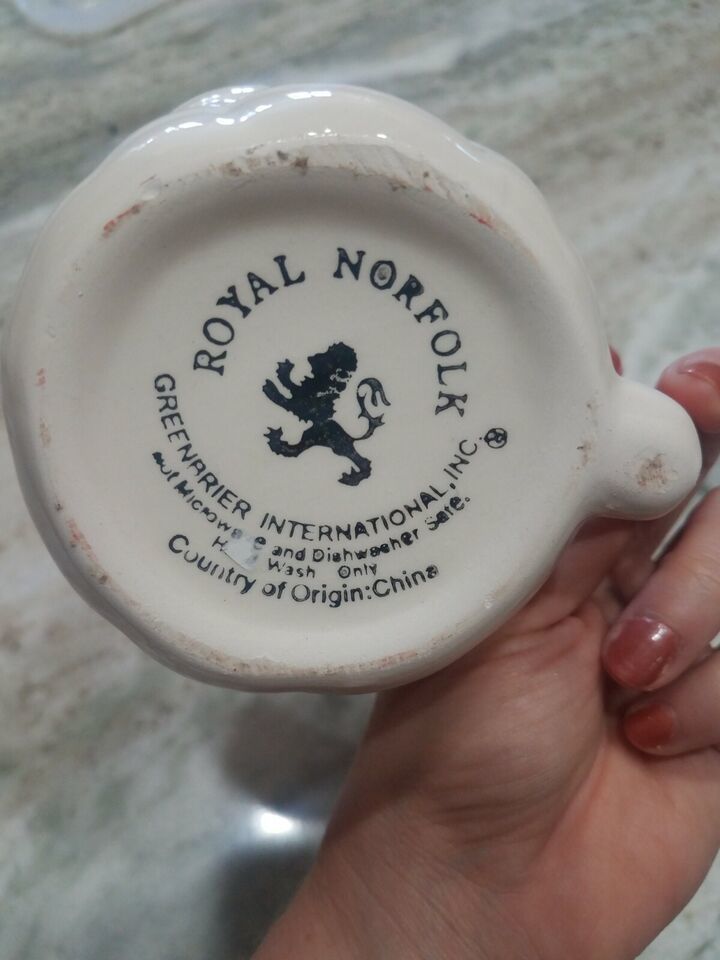 ROYAL NORFOLK
GREENBRIER INTERNATIONAL, INC.
and Dishwasher Safe.
Wash Only
Country of Origin:China